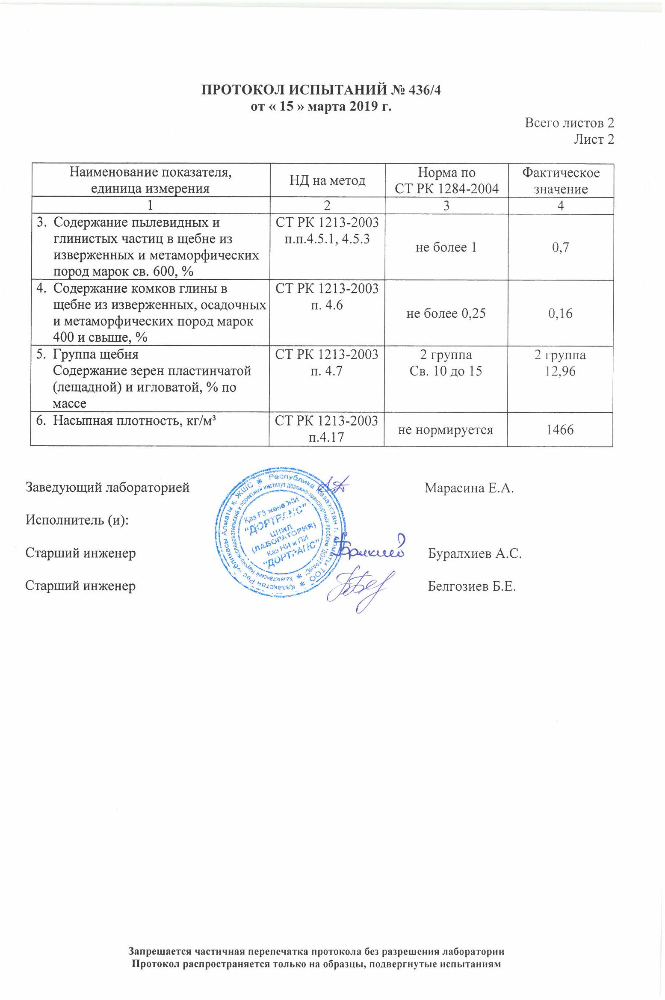 ПРОТОКОЛ ИСПЫТАНИЙ № 436/4
от « 15 » марта 2019 г.
Всего листов 2
Лист 2
Наименование показателя,
единица измерения
НД на метод
Норма по
СТ РК 1284-2004
Фактическое
значение
1
2
3
4
3. Содержание пылевидных и
глинистых частиц в щебне из
изверженных и метаморфических
пород марок св. 600, %
СТ РК 1213-2003
п.п.4.5.1, 4.5.3
не более 1
0,7
4. Содержание комков глины в
щебне из изверженных, осадочных
и метаморфических пород марок
400 и свыше, %
СТ РК 1213-2003
п. 4.6
не более 0,25
0,16
5. Группа щебня
Содержание зерен пластинчатой
(лещадной) и игловатой, % по
массе
СТ РК 1213-2003
п. 4.7
2 группа
Св. 10 до 15
2 группа
12,96
6. Насыпная плотность, кг/м³
СТ РК 1213-2003
п.4.17
не нормируется
1466
Заведующий лабораторией
Марасина Е.А.
Исполнитель (и):
Старший инженер
Буралхиев А.С.
Старший инженер
Белгозиев Б.Е.
Қазақстан Республикасы Алматы қ. ЖШС * Республика Казахстан г. Алматы ТОО *
Казахстанский научно-исследовательский и проектный институт дорожно-транспортных проблем "ДОРТРАНС" *
Қаз ҒЗ және ЖИ
"ДОРТРАНС"
ЦНИЛ
(ЛАБОРАТОРИЯ)
Каз НИ и ПИ
"ДОРТРАНС"
Запрещается частичная перепечатка протокола без разрешения лаборатории
Протокол распространяется только на образцы, подвергнутые испытаниям